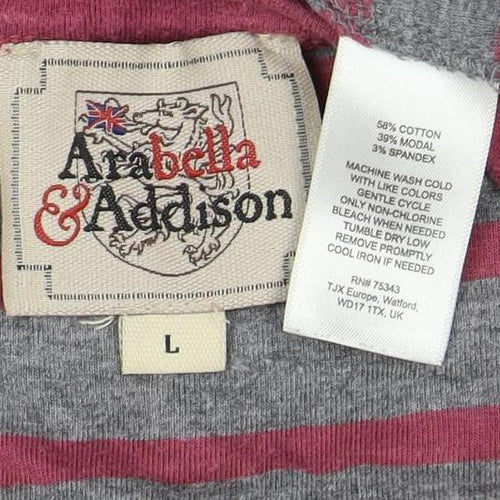 Arabella
&Addison
L
58% COTTON
39% MODAL
3% SPANDEX
MACHINE WASH COLD
WITH LIKE COLORS
GENTLE CYCLE
ONLY NON-CHLORINE
BLEACH WHEN NEEDED
TUMBLE DRY LOW
REMOVE PROMPTLY
COOL IRON IF NEEDED
RN# 75343
TJX Europe, Watford,
WD17 1TX, UK